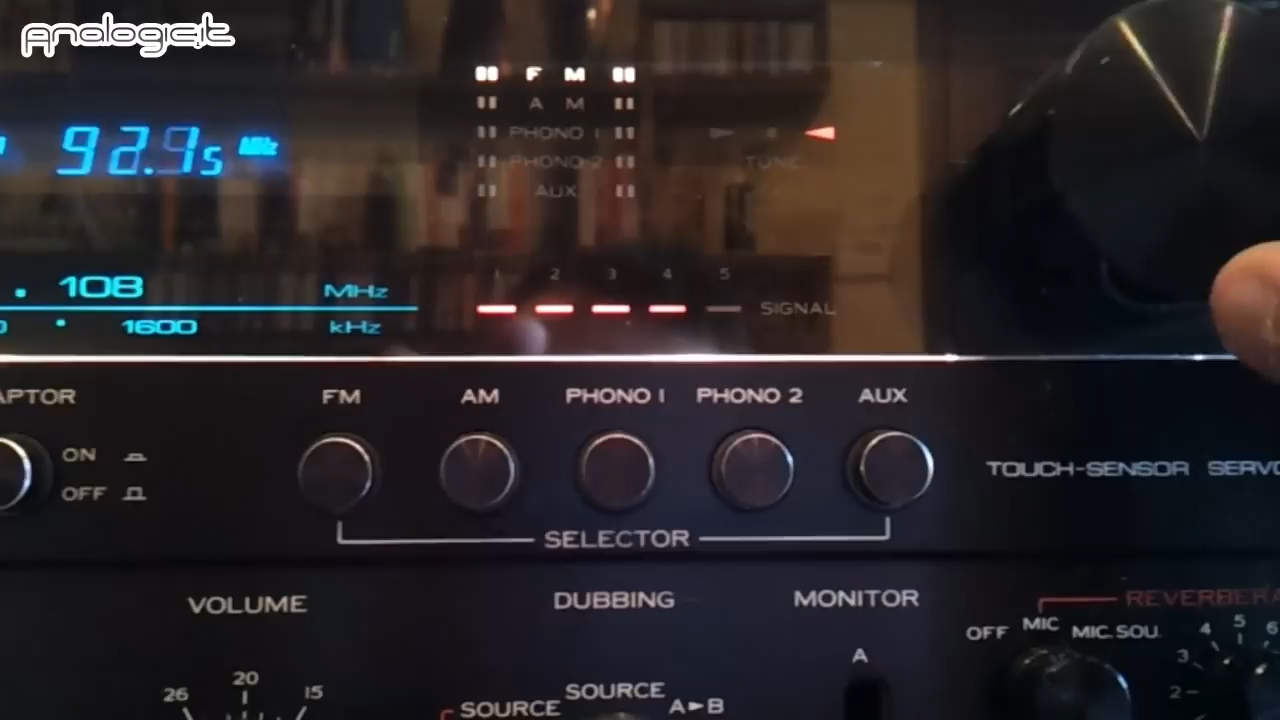 analogic.it
F M
92.15 MHz
A M
PHONO 1
PHONO 2
TUNE
AUX
1 2 3 4 5
. 108 MHz
SIGNAL
1600 kHz
FM AM PHONO 1 PHONO 2 AUX
ON
OFF
TOUCH-SENSOR
SELECTOR
VOLUME DUBBING MONITOR
OFF MIC MIC.SOU. 4 5 6
A 3
26 20 15 SOURCE 2
SOURCE A►B